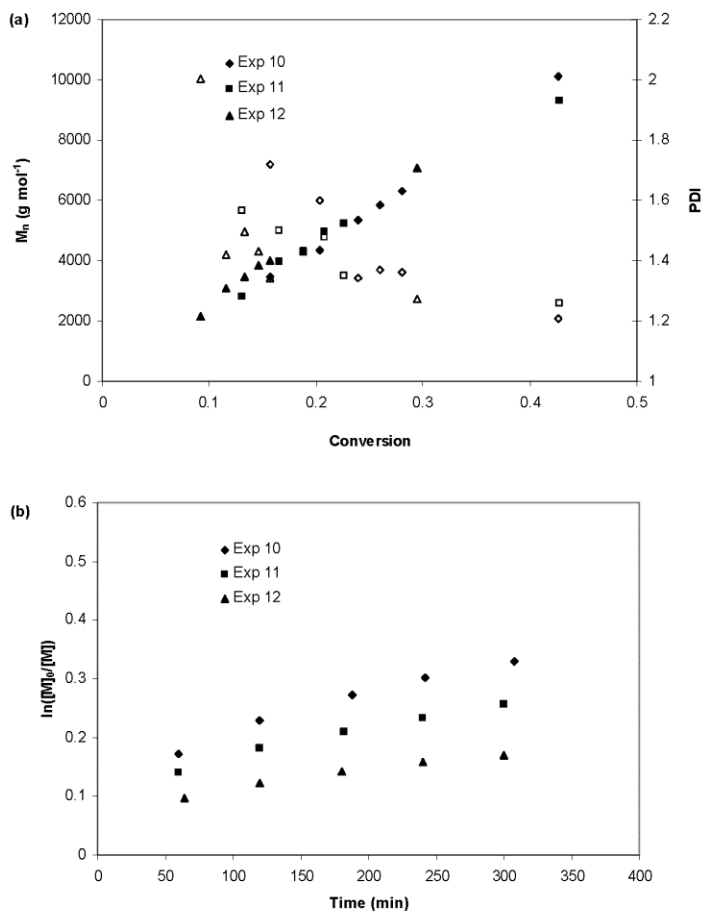 (a)
12000
10000
8000
6000
4000
2000
0
Mn (g mol-1)
Exp 10
Exp 11
Exp 12
2.2
2
1.8
1.6
1.4
1.2
1
PDI
0 0.1 0.2 0.3 0.4 0.5
Conversion
(b)
0.6
0.5
0.4
0.3
0.2
0.1
0
ln([M]0/[M])
Exp 10
Exp 11
Exp 12
0 50 100 150 200 250 300 350 400
Time (min)